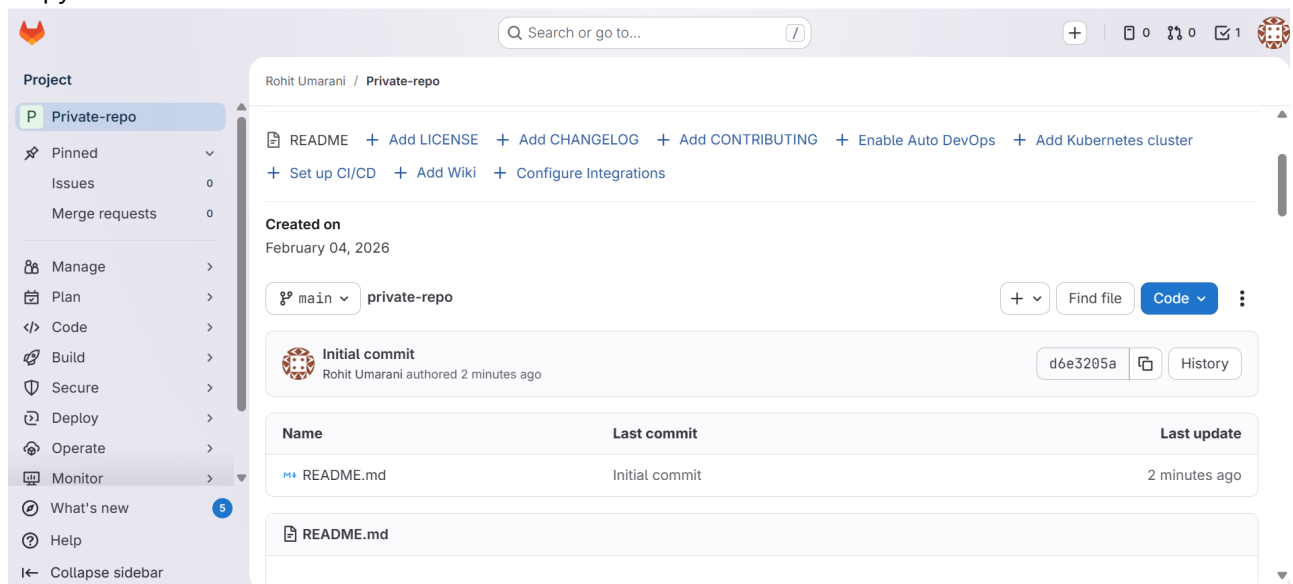 Search or go to...
/
0
0
1
Project
P Private-repo
Pinned
Issues 0
Merge requests 0
Manage
Plan
Code
Build
Secure
Deploy
Operate
Monitor
What's new 5
Help
Collapse sidebar
Rohit Umarani / Private-repo
README + Add LICENSE + Add CHANGELOG + Add CONTRIBUTING + Enable Auto DevOps + Add Kubernetes cluster
+ Set up CI/CD + Add Wiki + Configure Integrations
Created on
February 04, 2026
main private-repo
+ Find file Code
Initial commit
Rohit Umarani authored 2 minutes ago
d6e3205a History
Name Last commit Last update
M README.md Initial commit 2 minutes ago
README.md